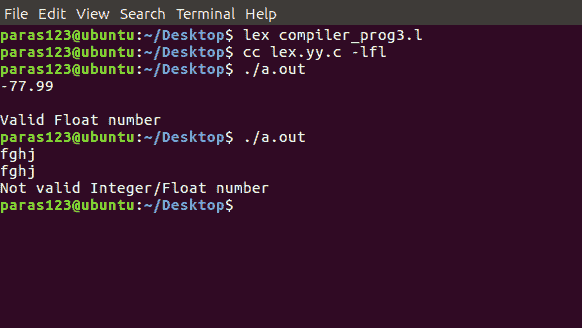 File Edit View Search Terminal Help
paras123@ubuntu:~/Desktop$ lex compiler_prog3.l
paras123@ubuntu:~/Desktop$ cc lex.yy.c -lfl
paras123@ubuntu:~/Desktop$ ./a.out
-77.99
Valid Float number
paras123@ubuntu:~/Desktop$ ./a.out
fghj
fghj
Not valid Integer/Float number
paras123@ubuntu:~/Desktop$